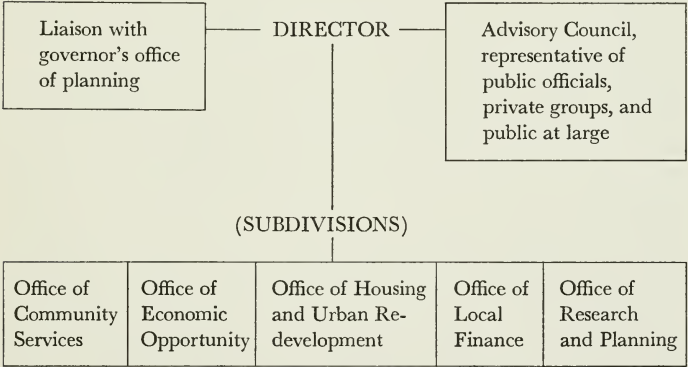 Liaison with
governor's office
of planning
DIRECTOR
Advisory Council,
representative of
public officials,
private groups, and
public at large
(SUBDIVISIONS)
Office of
Community
Services
Office of
Economic
Opportunity
Office of Housing
and Urban Re-
development
Office of
Local
Finance
Office of
Research
and Planning